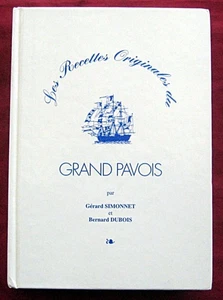 Les Recettes Originales du
GRAND PAVOIS
par
Gérard SIMONNET
et
Bernard DUBOIS